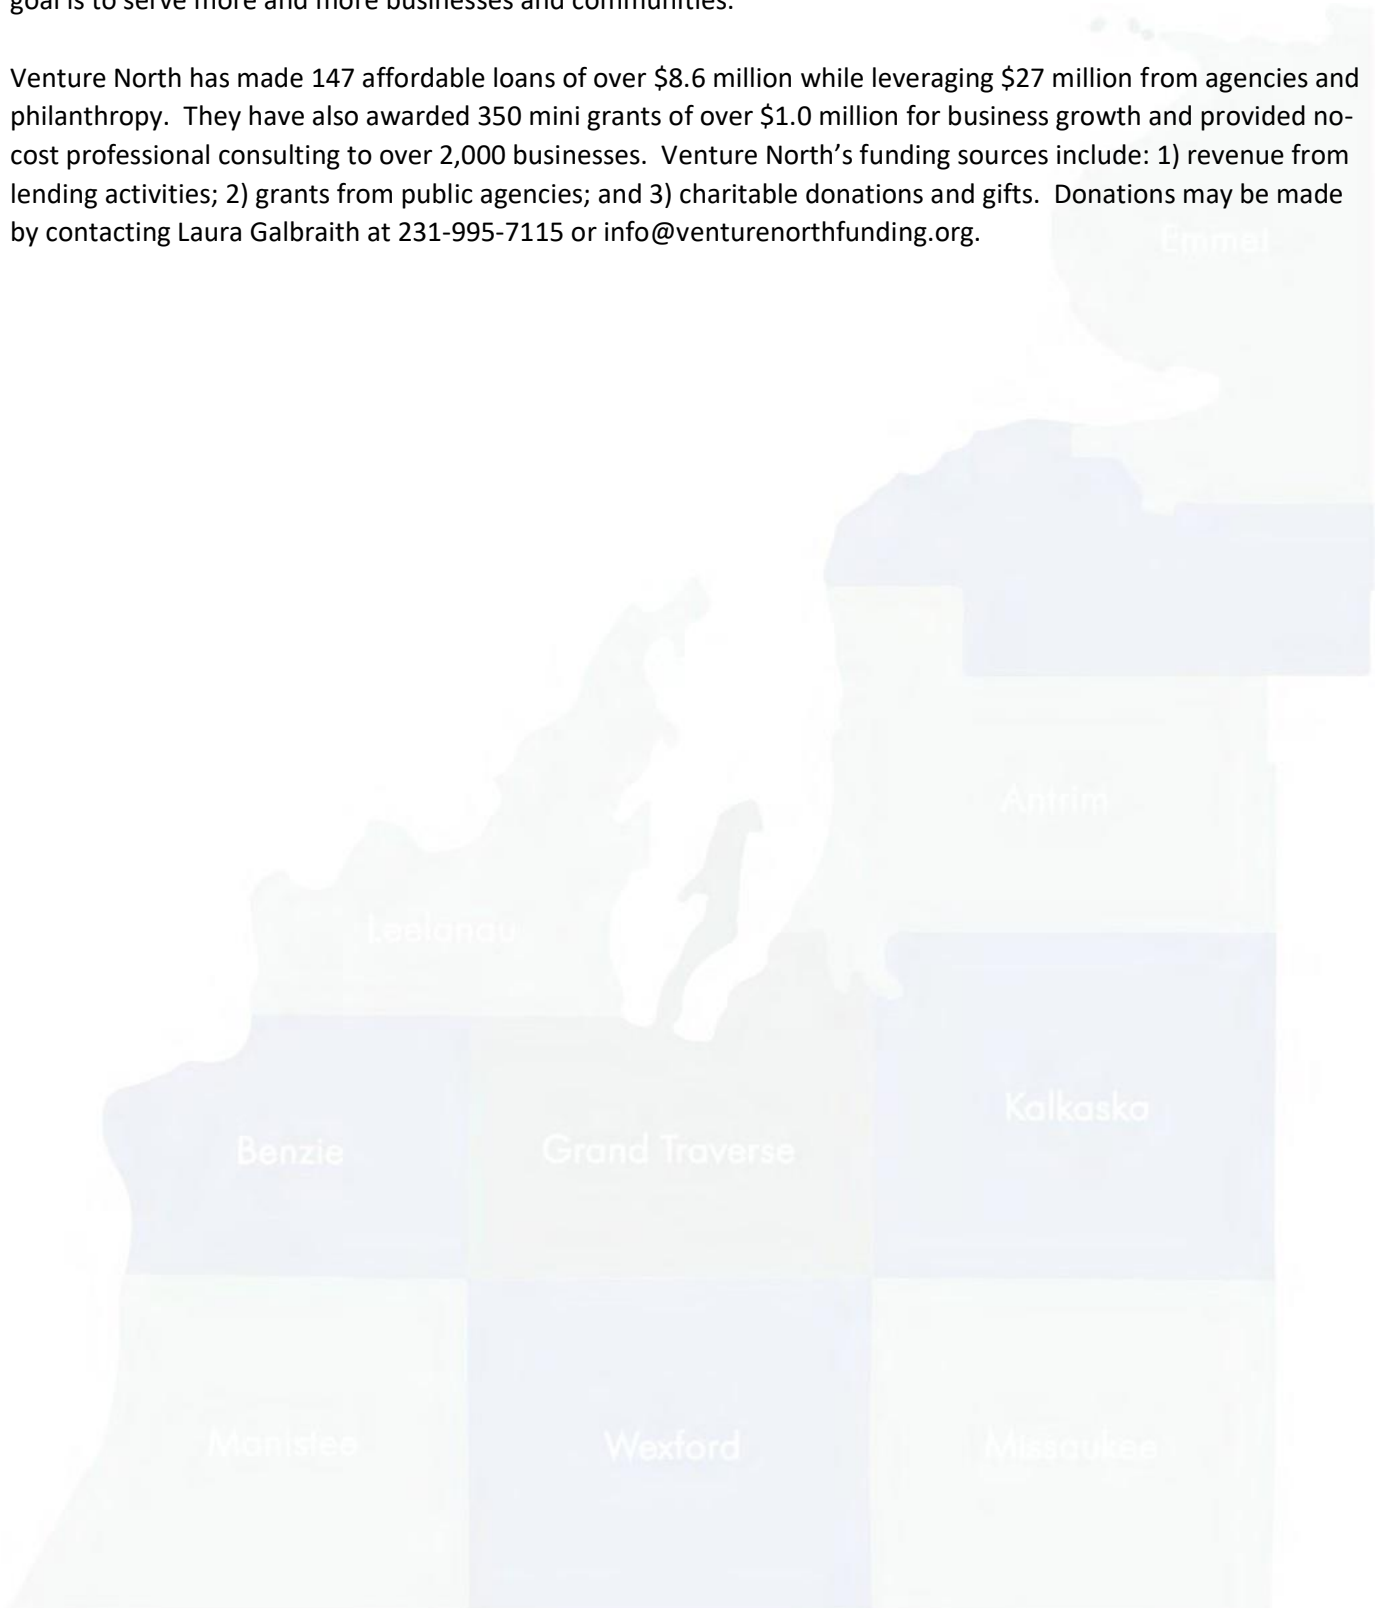 goal is to serve more and more businesses and communities.
Venture North has made 147 affordable loans of over $8.6 million while leveraging $27 million from agencies and
philanthropy.  They have also awarded 350 mini grants of over $1.0 million for business growth and provided no-
cost professional consulting to over 2,000 businesses.  Venture North’s funding sources include: 1) revenue from
lending activities; 2) grants from public agencies; and 3) charitable donations and gifts.  Donations may be made
by contacting Laura Galbraith at 231-995-7115 or info@venturenorthfunding.org.
Emmet
Antrim
Leelanau
Kalkaska
Benzie
Grand Traverse
Manistee
Wexford
Missaukee